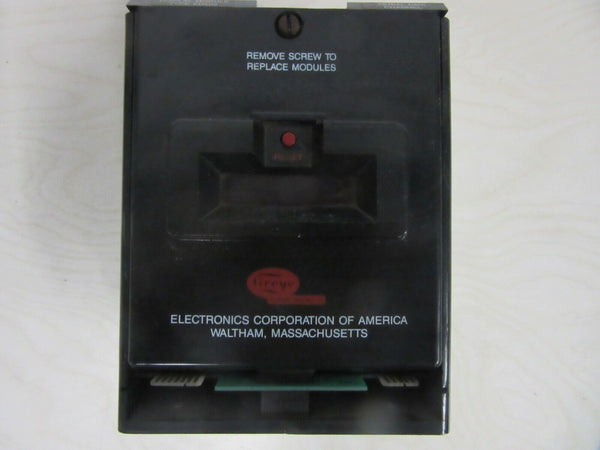 REMOVE SCREW TO
REPLACE MODULES
RESET
fireye
ELECTRONICS CORPORATION OF AMERICA
WALTHAM, MASSACHUSETTS